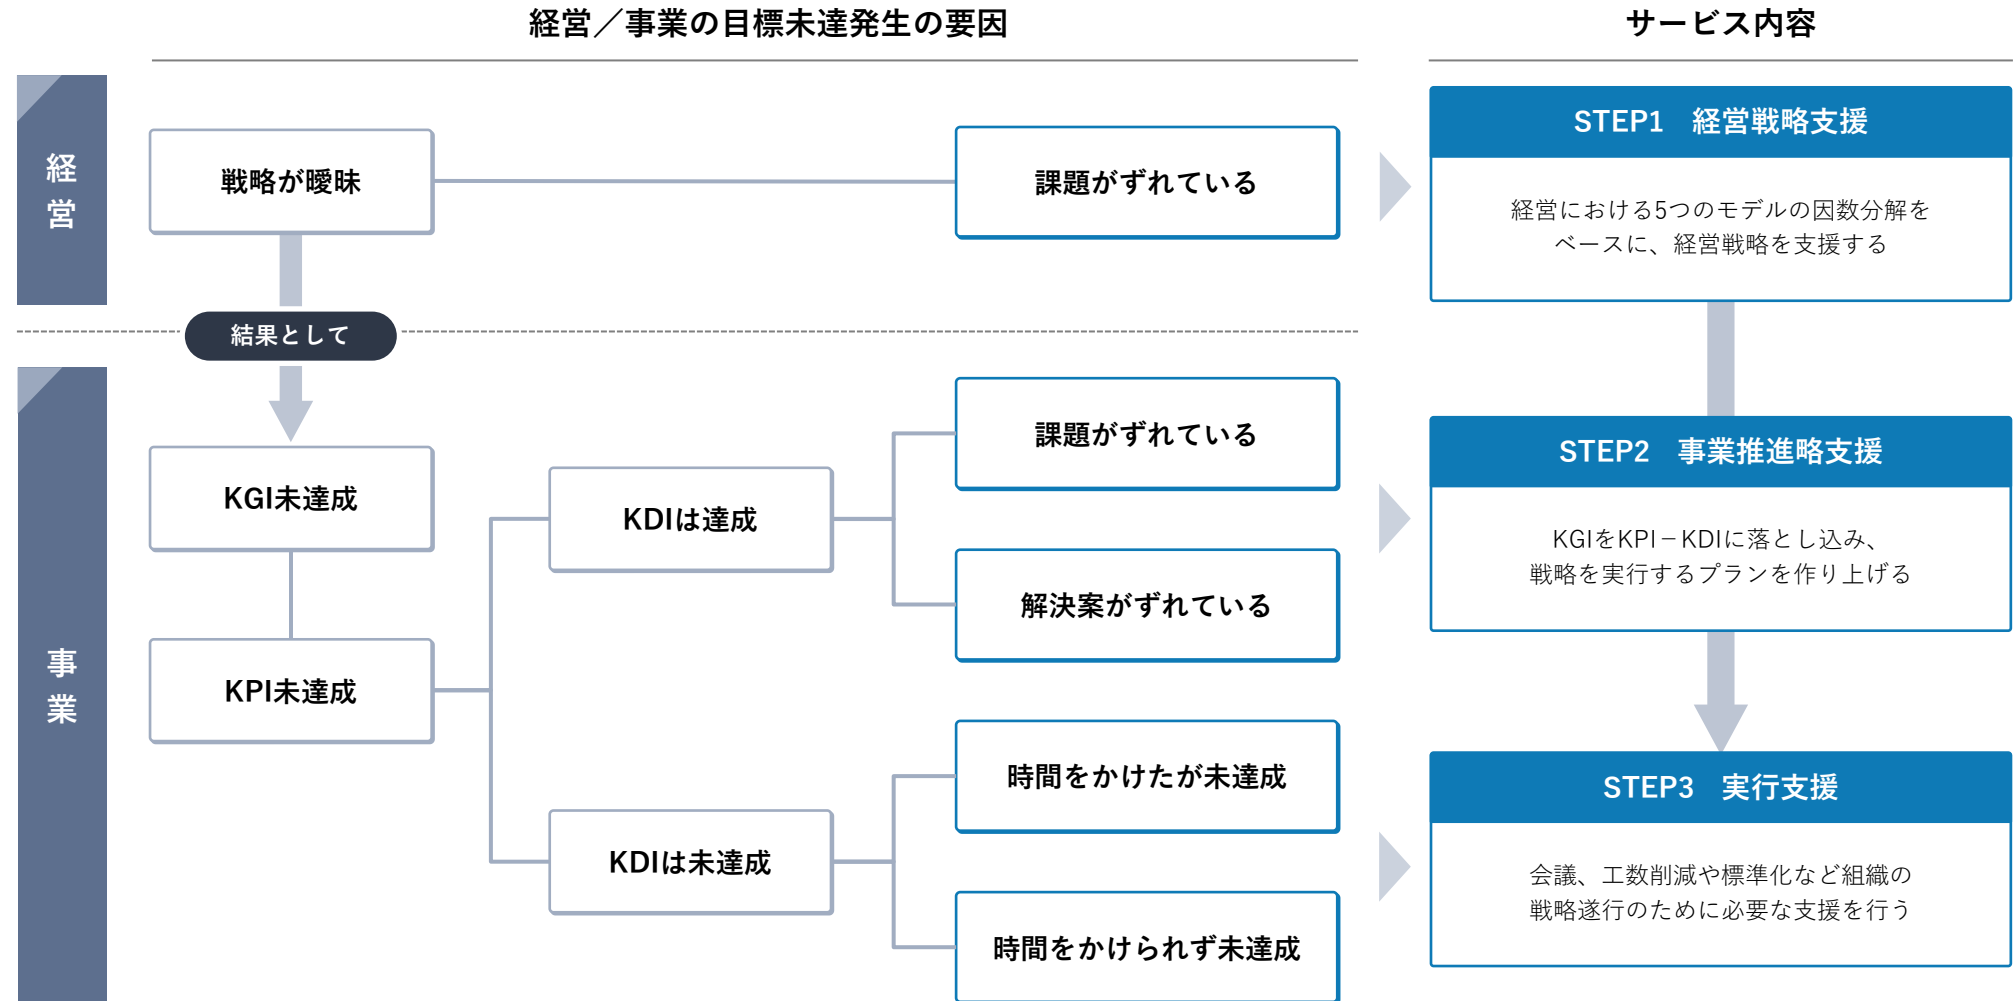 経営／事業の目標未達発生の要因
サービス内容
経営
戦略が曖昧
課題がずれている
STEP1　経営戦略支援
経営における5つのモデルの因数分解を
ベースに、経営戦略を支援する
結果として
事業
KGI未達成
KPI未達成
KDIは達成
課題がずれている
解決案がずれている
STEP2　事業推進略支援
KGIをKPI－KDIに落とし込み、
戦略を実行するプランを作り上げる
KDIは未達成
時間をかけたが未達成
時間をかけられず未達成
STEP3　実行支援
会議、工数削減や標準化など組織の
戦略遂行のために必要な支援を行う